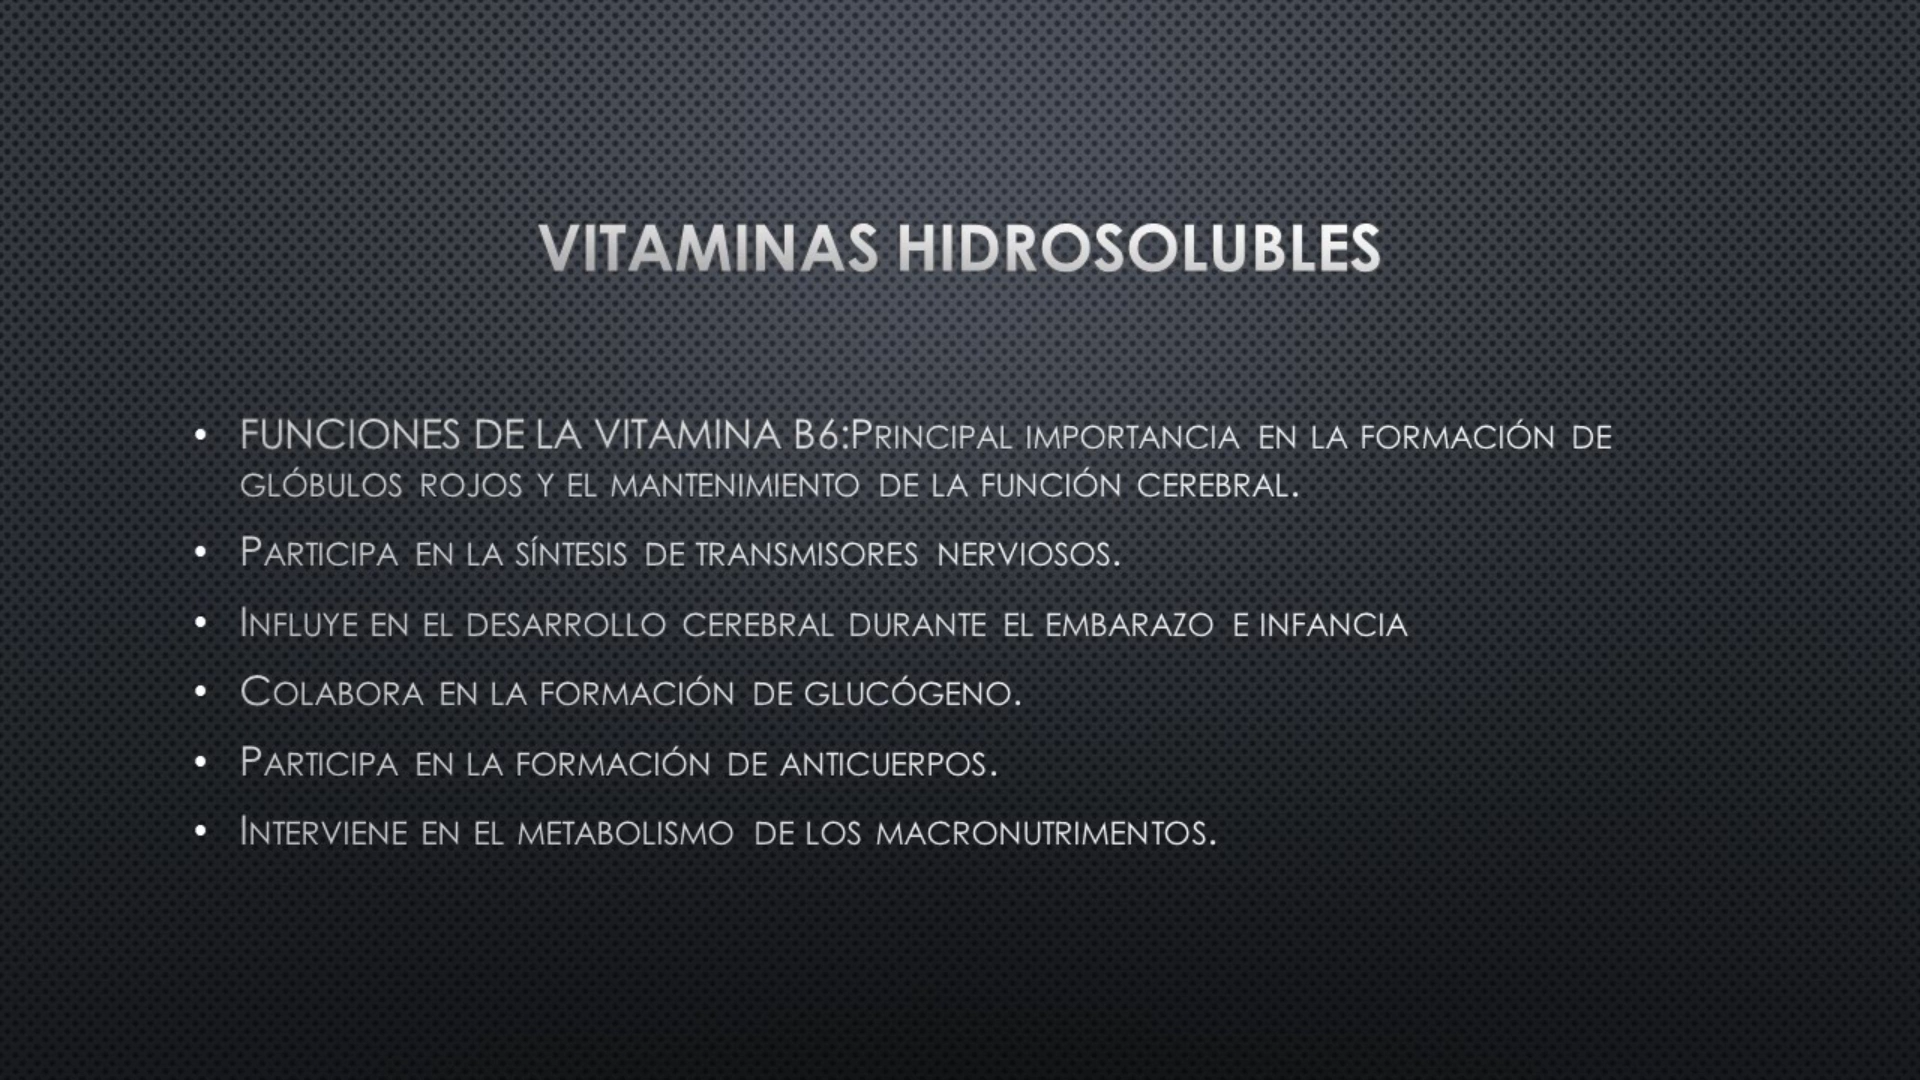 VITAMINAS HIDROSOLUBLES
• FUNCIONES DE LA VITAMINA B6:PRINCIPAL IMPORTANCIA EN LA FORMACIÓN DE
GLÓBULOS ROJOS Y EL MANTENIMIENTO DE LA FUNCIÓN CEREBRAL.
• PARTICIPA EN LA SÍNTESIS DE TRANSMISORES NERVIOSOS.
• INFLUYE EN EL DESARROLLO CEREBRAL DURANTE EL EMBARAZO E INFANCIA
• COLABORA EN LA FORMACIÓN DE GLUCÓGENO.
• PARTICIPA EN LA FORMACIÓN DE ANTICUERPOS.
• INTERVIENE EN EL METABOLISMO DE LOS MACRONUTRIMENTOS.